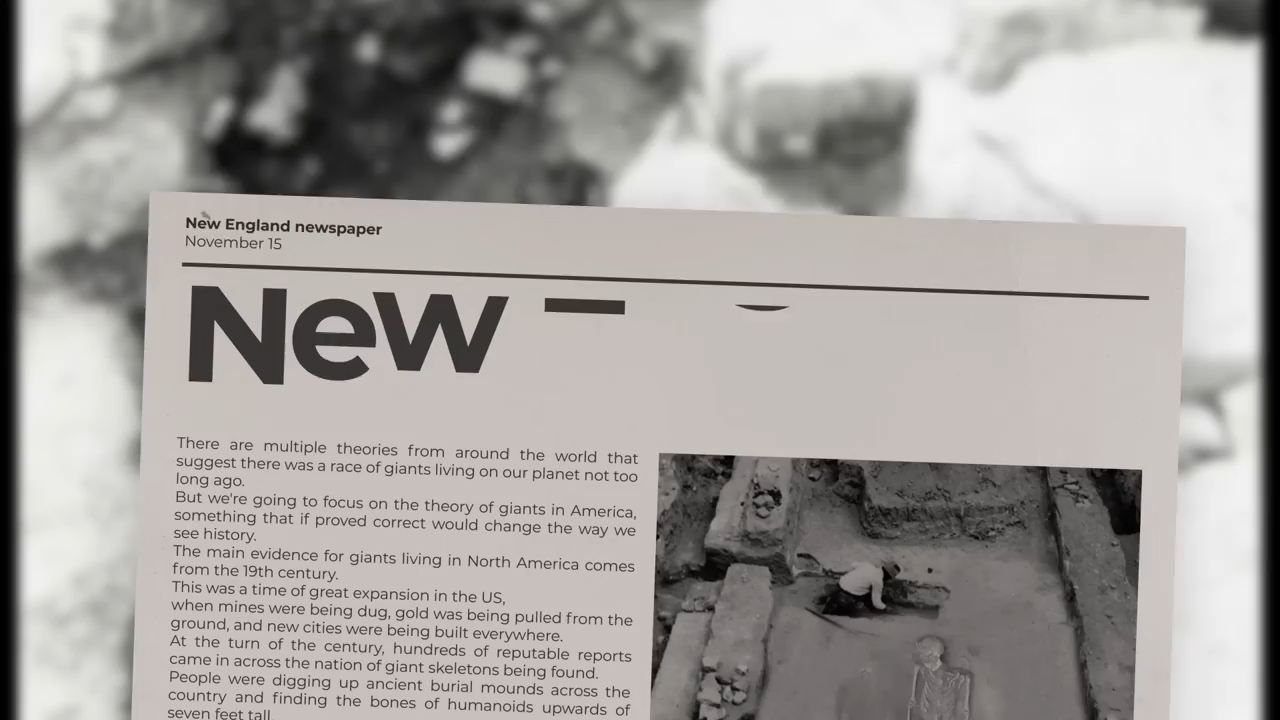 New England newspaper
November 15
New
There are multiple theories from around the world that
suggest there was a race of giants living on our planet not too
long ago.
But we're going to focus on the theory of giants in America,
something that if proved correct would change the way we
see history.
The main evidence for giants living in North America comes
from the 19th century.
This was a time of great expansion in the US,
when mines were being dug, gold was being pulled from the
ground, and new cities were being built everywhere.
At the turn of the century, hundreds of reputable reports
came in across the nation of giant skeletons being found.
People were digging up ancient burial mounds across the
country and finding the bones of humanoids upwards of
seven feet tall